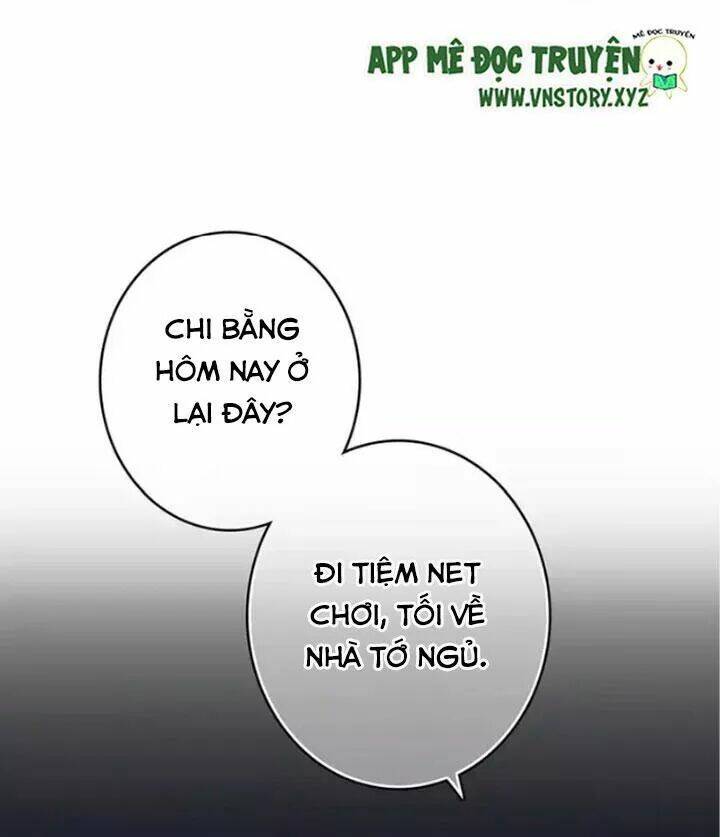 MÊ ĐỌC TRUYỆN
APP MÊ ĐỌC TRUYỆN
WWW.VNSTORY.XYZ
CHI BẰNG
HÔM NAY Ở
LẠI ĐÂY?
ĐI TIỆM NET
CHƠI, TỐI VỀ
NHÀ TỚ NGỦ.